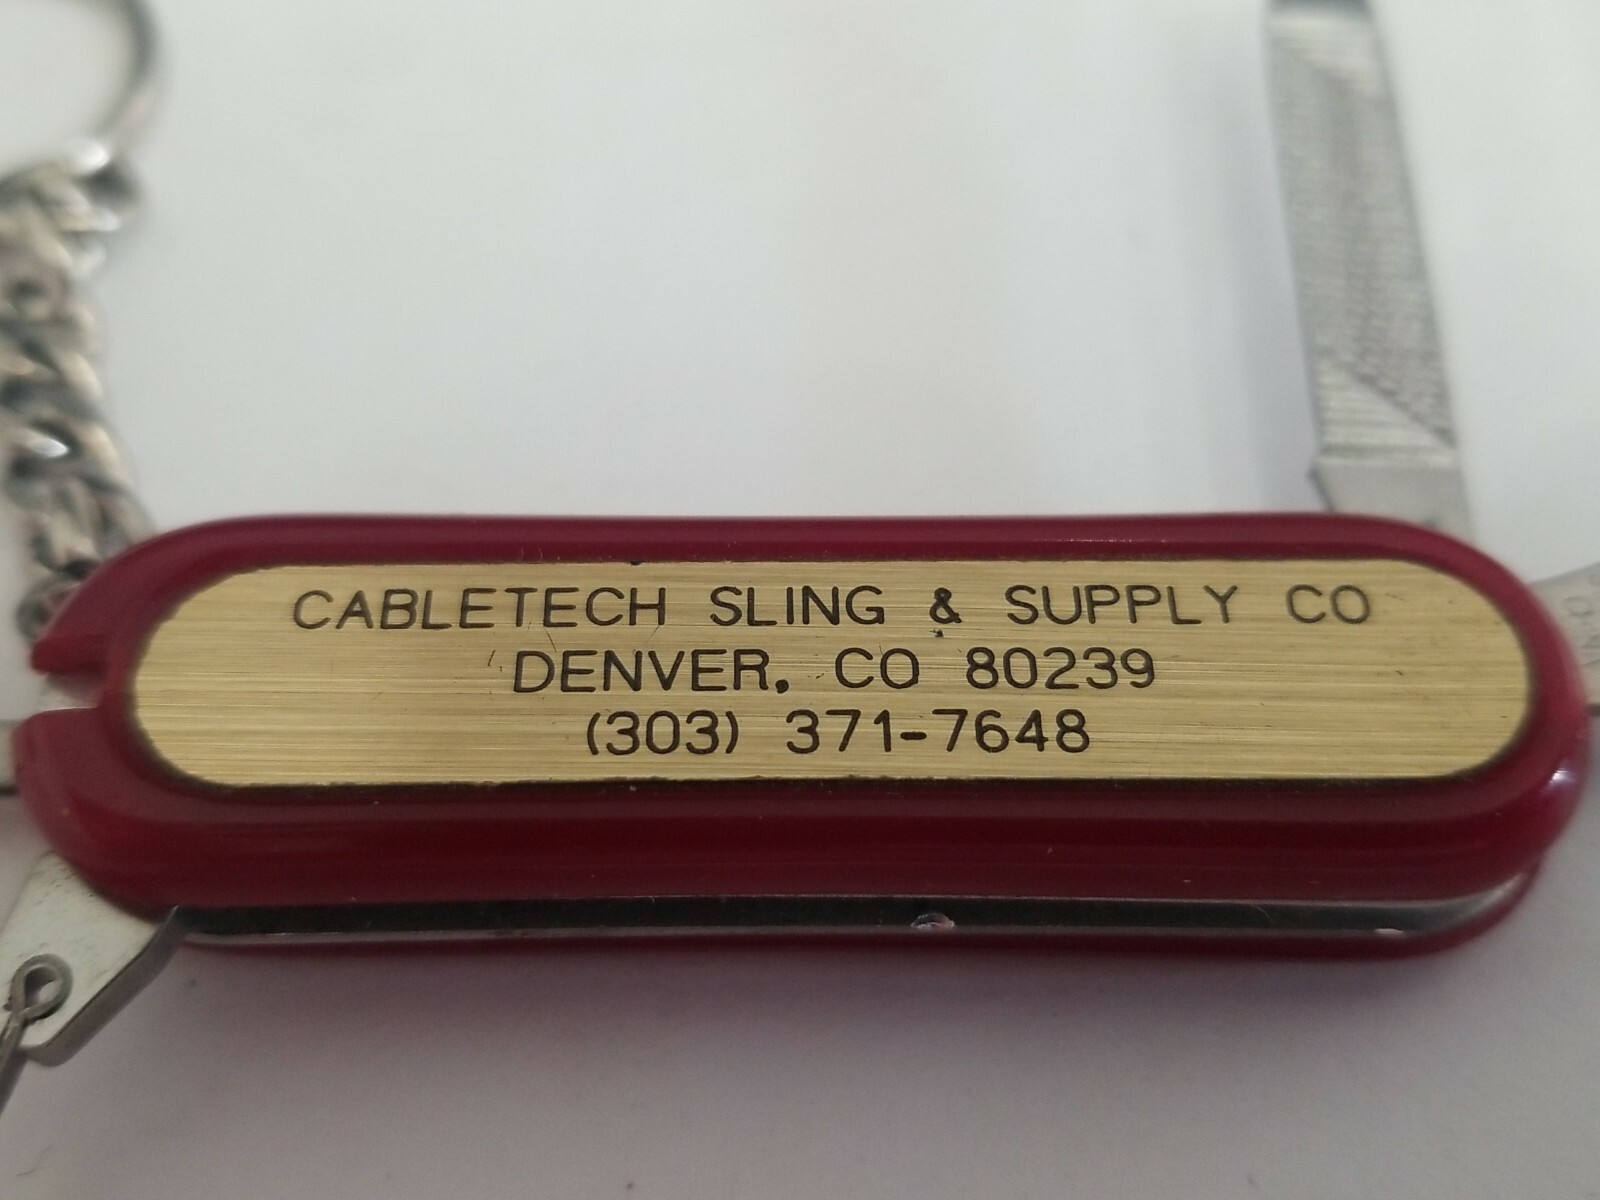 CABLETECH SLING & SUPPLY CO
DENVER, CO 80239
(303) 371-7648